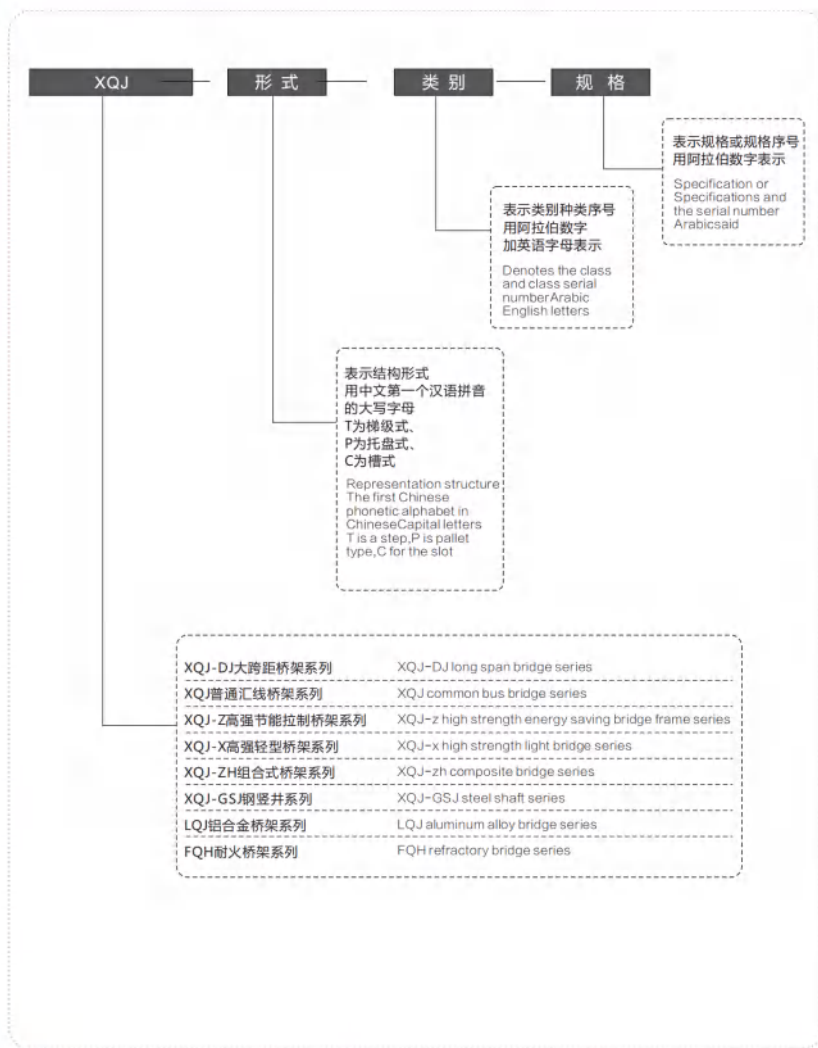 XQJ 形 式 类 别 规 格
表示规格或规格序号
用阿拉伯数字表示
Specification or
Specifications and
the serial number
Arabicsaid
表示类别种类序号
用阿拉伯数字
加英语字母表示
Denotes the class
and class serial
numberArabic
English letters
表示结构形式
用中文第一个汉语拼音
的大写字母
T为梯级式、
P为托盘式、
C为槽式
Representation structure
The first Chinese
phonetic alphabet in
ChineseCapital letters
T is a step,P is pallet
type,C for the slot
XQJ-DJ大跨距桥架系列 XQJ-DJ long span bridge series
XQJ普通汇线桥架系列 XQJ common bus bridge series
XQJ-Z高强节能拉制桥架系列 XQJ-z high strength energy saving bridge frame series
XQJ-X高强轻型桥架系列 XQJ-x high strength light bridge series
XQJ-ZH组合式桥架系列 XQJ-zh composite bridge series
XQJ-GSJ钢竖井系列 XQJ-GSJ steel shaft series
LQJ铝合金桥架系列 LQJ aluminum alloy bridge series
FQH耐火桥架系列 FQH refractory bridge series